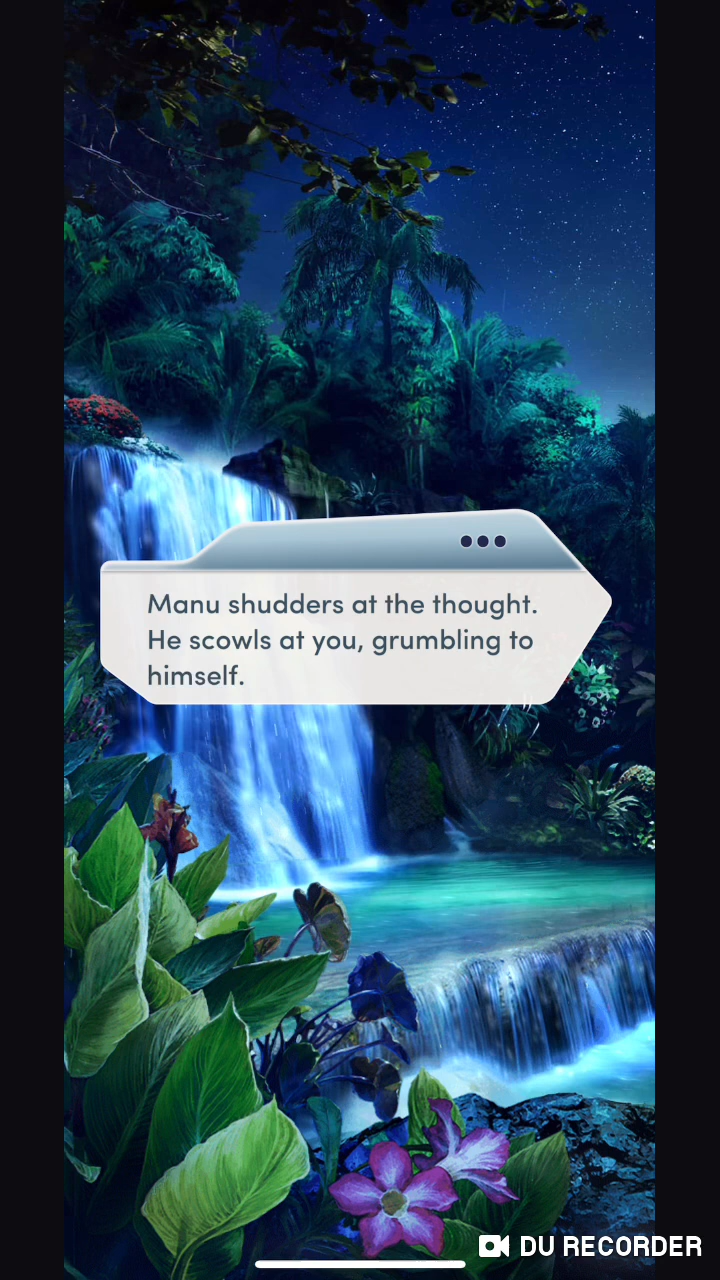 Manu shudders at the thought.
He scowls at you, grumbling to
himself.
DU RECORDER